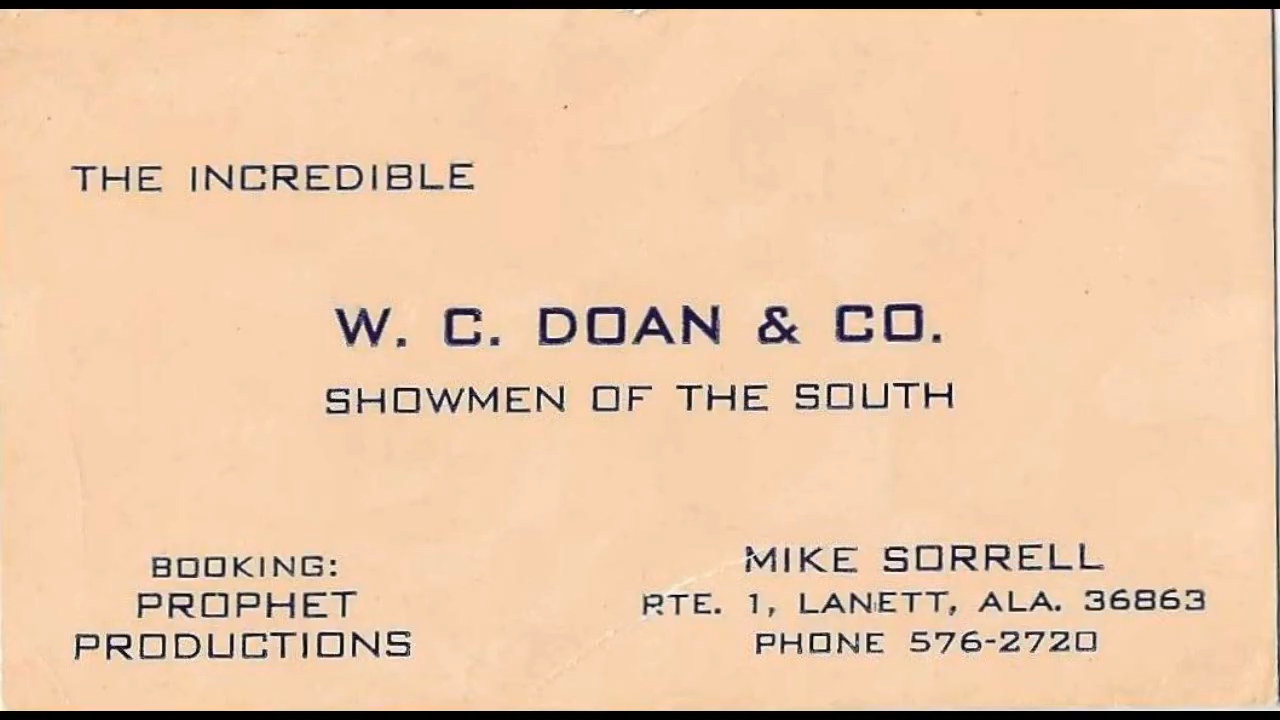 THE INCREDIBLE
W. C. DOAN & CO.
SHOWMEN OF THE SOUTH
BOOKING:
PROPHET
PRODUCTIONS
MIKE SORRELL
RTE. 1, LANETT, ALA. 36863
PHONE 576-2720